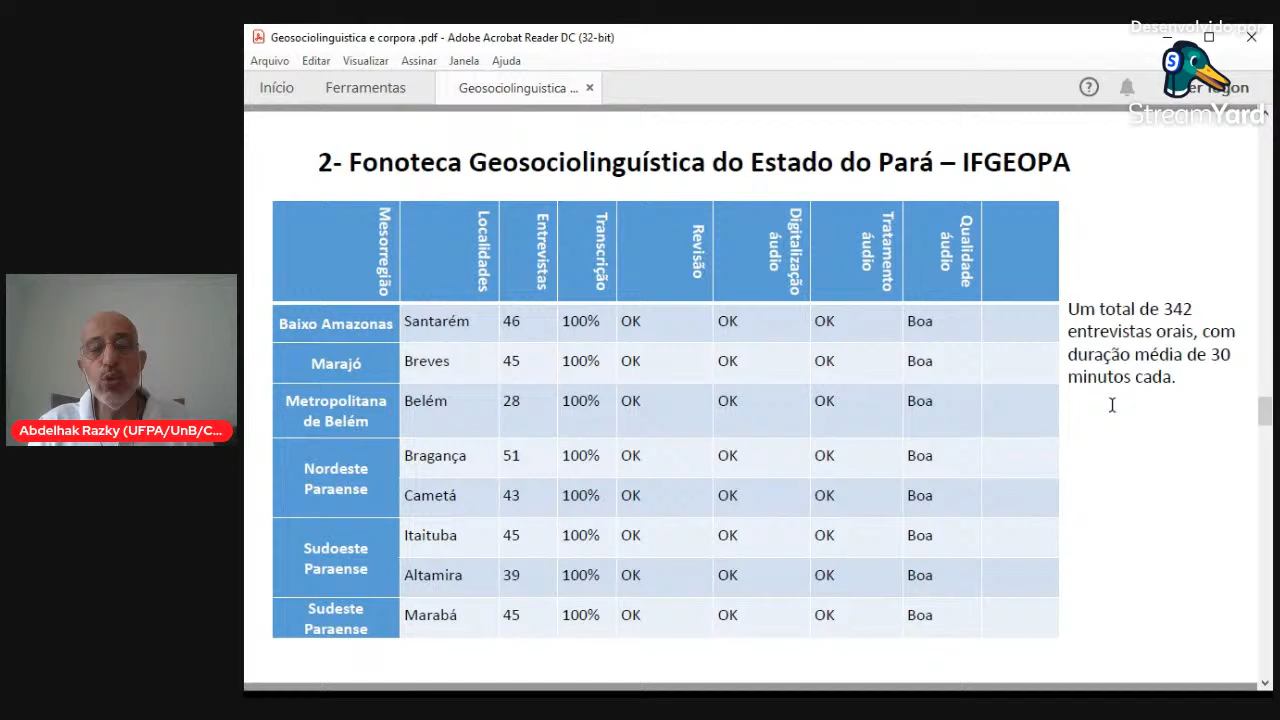 Desenvolvido por
Geosociolinguistica e corpora .pdf - Adobe Acrobat Reader DC (32-bit)
Arquivo Editar Visualizar Assinar Janela Ajuda
Início Ferramentas Geosociolinguistica ...
StreamYard
2- Fonoteca Geosociolinguística do Estado do Pará – IFGEOPA
Mesorregião Localidades Entrevistas Transcrição Revisão Digitalização áudio Tratamento áudio Qualidade áudio
Baixo Amazonas Santarém 46 100% OK OK OK Boa
Marajó Breves 45 100% OK OK OK Boa
Metropolitana
de Belém
Belém 28 100% OK OK OK Boa
Nordeste
Paraense
Bragança 51 100% OK OK OK Boa
Cametá 43 100% OK OK OK Boa
Sudoeste
Paraense
Itaituba 45 100% OK OK OK Boa
Altamira 39 100% OK OK OK Boa
Sudeste
Paraense
Marabá 45 100% OK OK OK Boa
Um total de 342
entrevistas orais, com
duração média de 30
minutos cada.
Abdelhak Razky (UFPA/UnB/C...